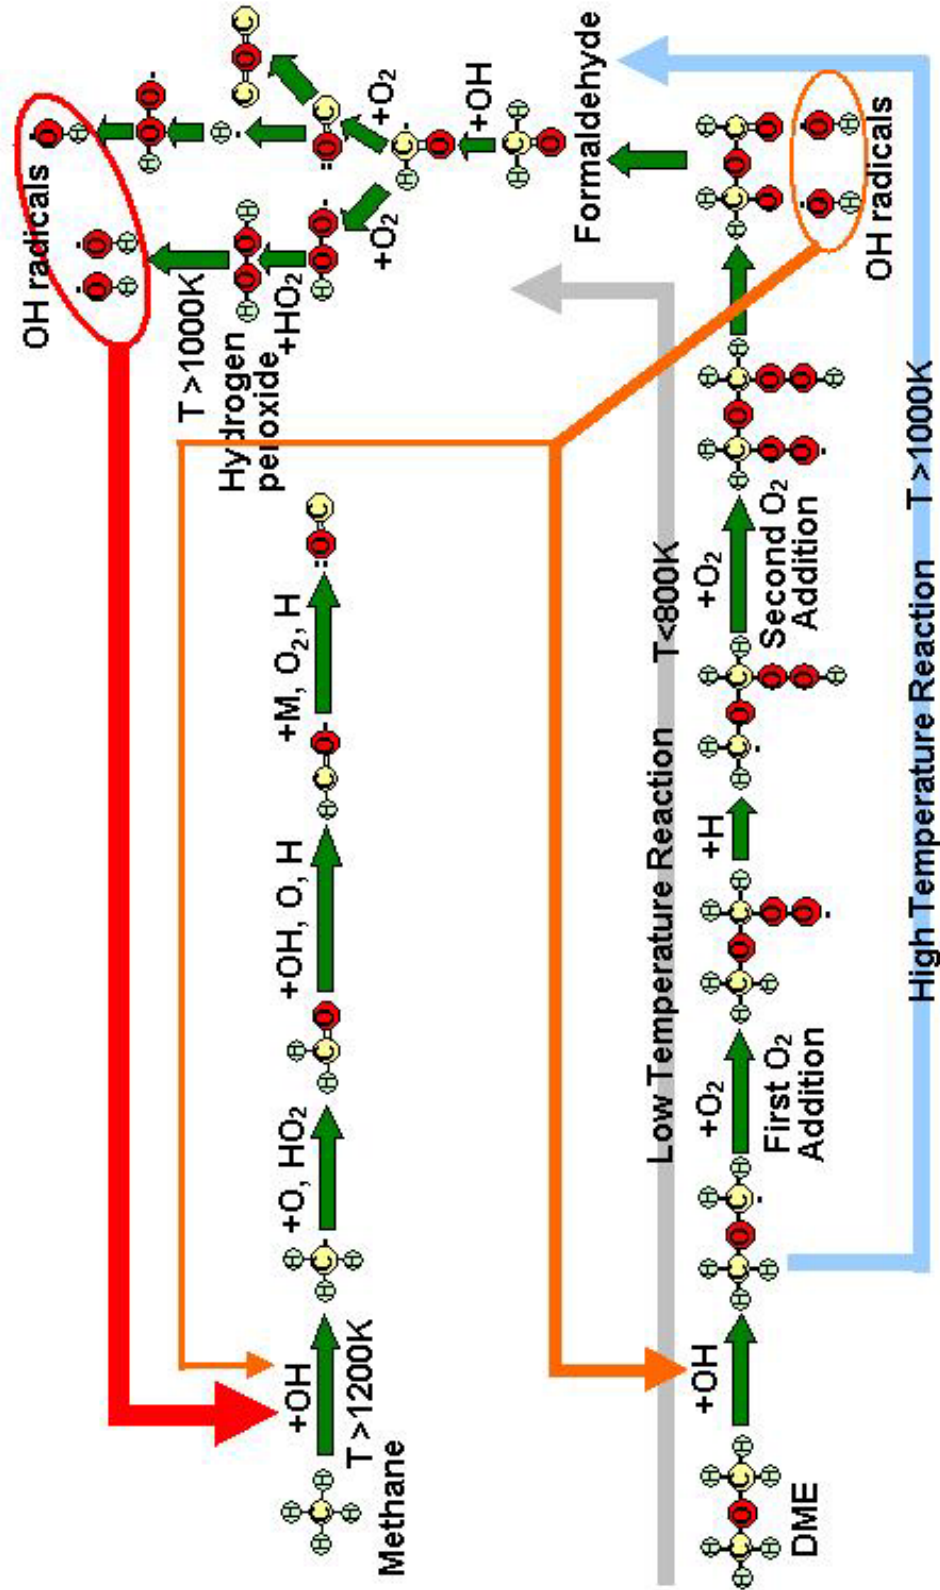 OH radicals
T >1000K
Hydrogen
peroxide
+HO₂
+OH
+O, HO₂
+OH, O, H
+M, O₂, H
T >1200K
Methane
+O₂
+O₂
+OH
Formaldehyde
Low Temperature Reaction T<800K
+OH
+O₂
+H
+O₂
First O₂
Addition
Second O₂
Addition
DME
OH radicals
High Temperature Reaction T >1000K